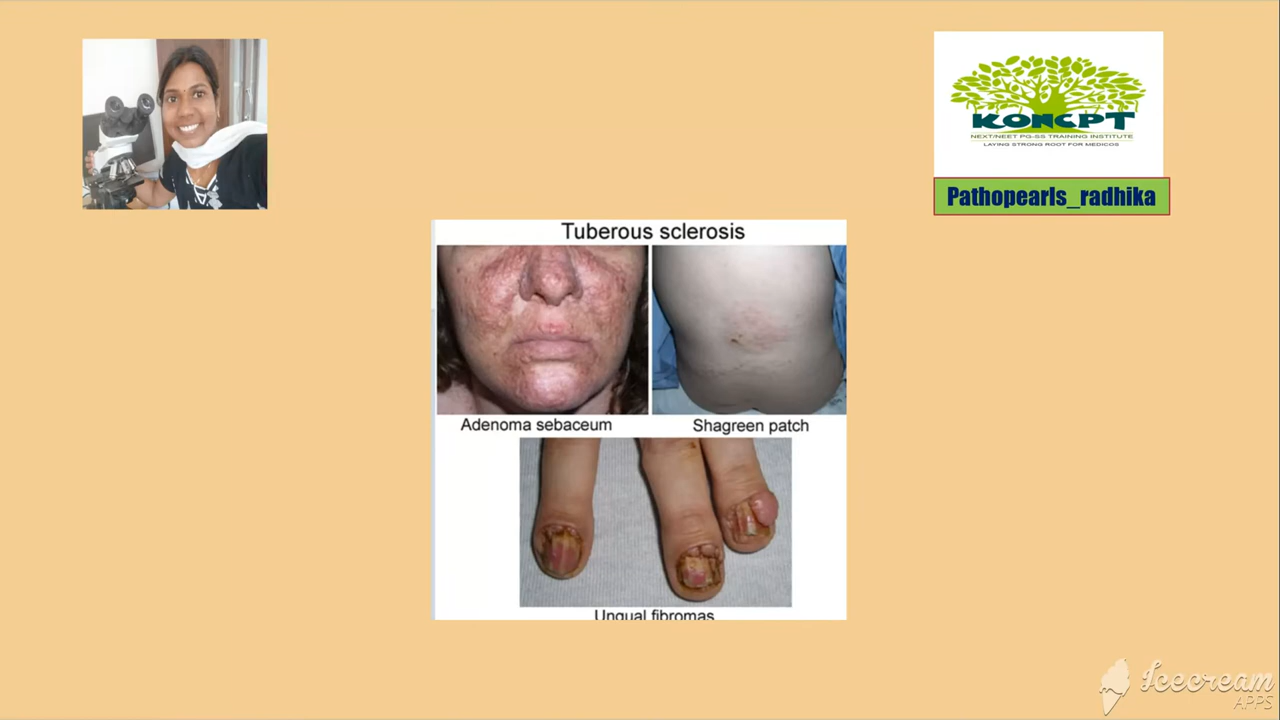 KONCPT
NEXT/NEET PG-SS TRAINING INSTITUTE
LAYING STRONG ROOT FOR MEDICOS
Pathopearls_radhika
Tuberous sclerosis
Adenoma sebaceum
Shagreen patch
Ungual fibromas
Icecream
APPS